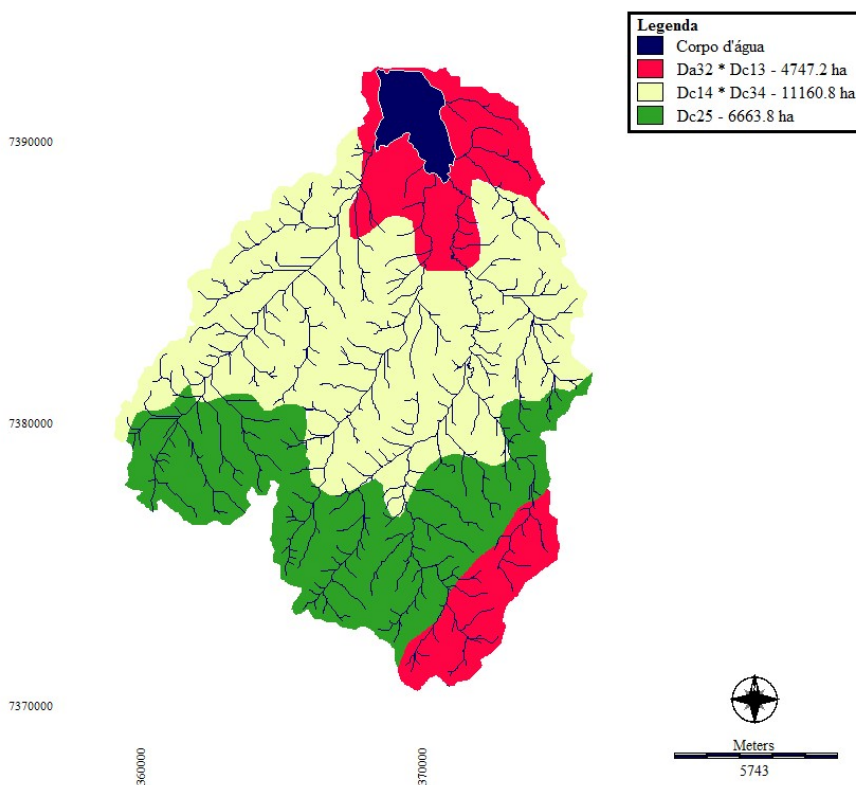 Legenda
Corpo d'água
Da32 * Dc13 - 4747.2 ha
Dc14 * Dc34 - 11160.8 ha
Dc25 - 6663.8 ha
7390000
7380000
7370000
360000
370000
Meters
5743